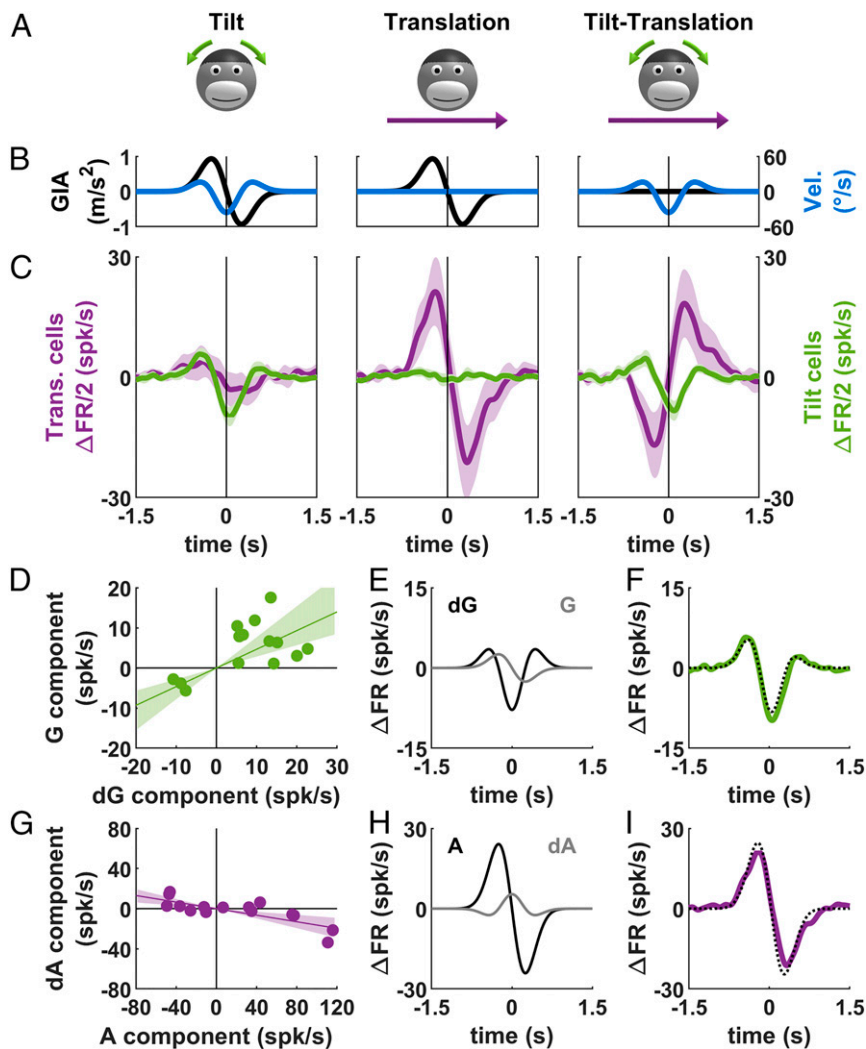 A
Tilt
Translation
Tilt-Translation
B
GIA
(m/s²)
1
0
-1
60
0
-60
Vel.
(°/s)
C
Trans. cells
ΔFR/2 (spk/s)
30
0
-30
30
0
-30
Tilt cells
ΔFR/2 (spk/s)
-1.5 0 1.5
-1.5 0 1.5
-1.5 0 1.5
time (s)
time (s)
time (s)
D
G component
(spk/s)
20
10
0
-10
-20
-20 -10 0 10 20 30
dG component (spk/s)
E
ΔFR (spk/s)
15
0
-15
dG
G
-1.5 0 1.5
time (s)
F
ΔFR (spk/s)
15
0
-15
-1.5 0 1.5
time (s)
G
dA component
(spk/s)
80
40
0
-40
-80
-80 -40 0 40 80 120
A component (spk/s)
H
ΔFR (spk/s)
30
0
-30
A
dA
-1.5 0 1.5
time (s)
I
ΔFR (spk/s)
30
0
-30
-1.5 0 1.5
time (s)